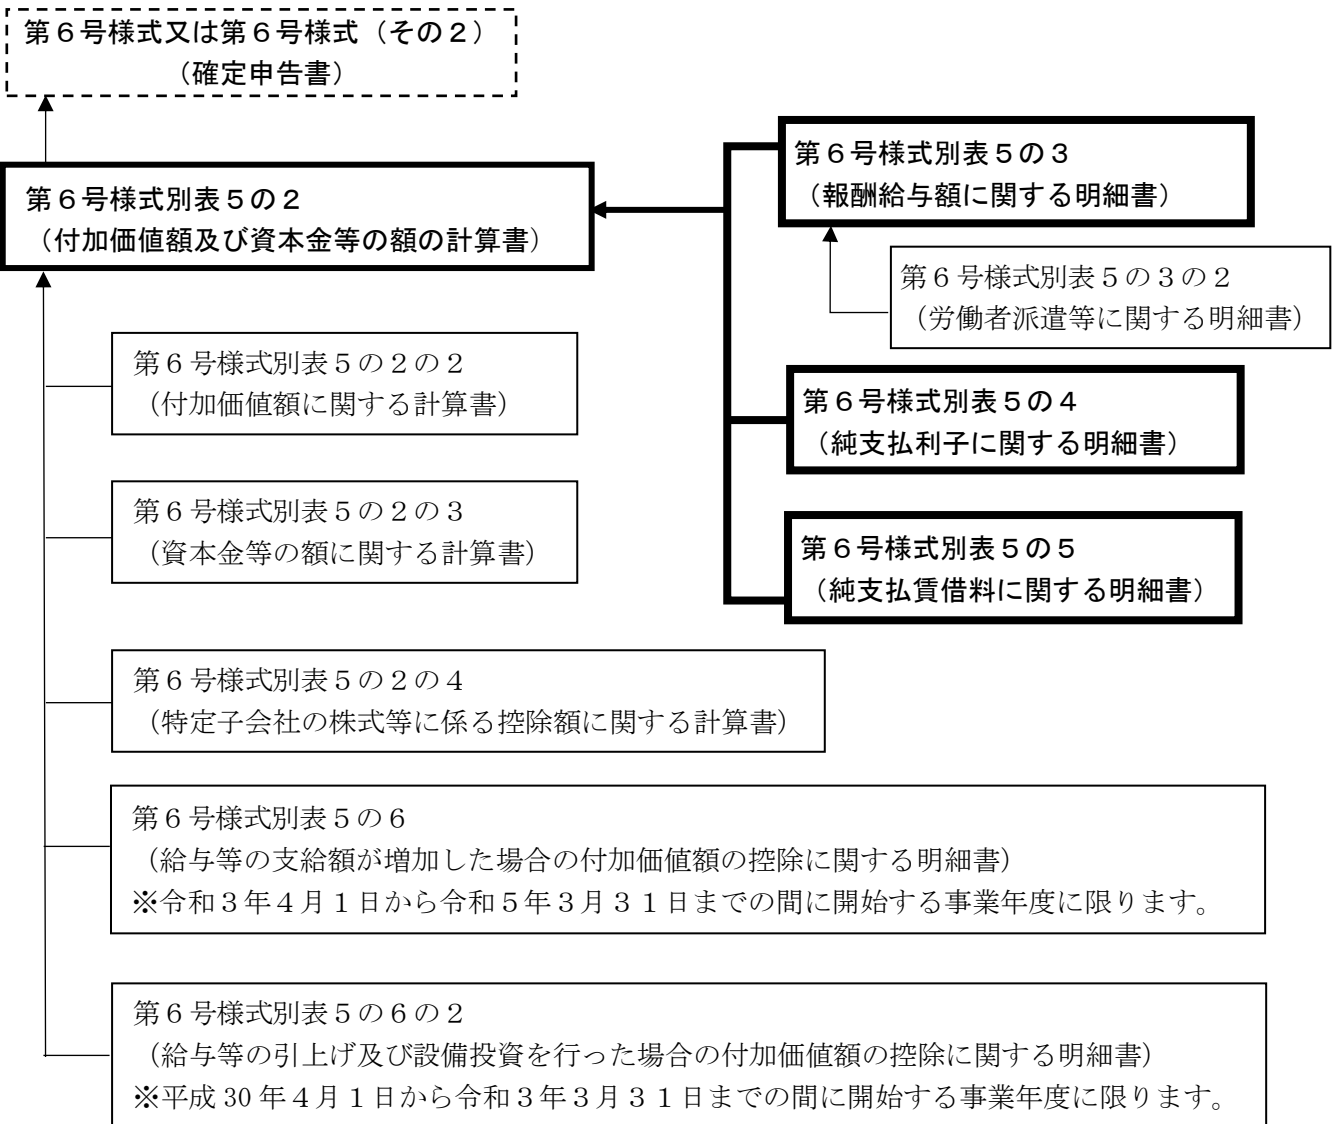 第６号様式又は第６号様式（その２）
（確定申告書）
第６号様式別表５の２
（付加価値額及び資本金等の額の計算書）
第６号様式別表５の３
（報酬給与額に関する明細書）
第６号様式別表５の３の２
（労働者派遣等に関する明細書）
第６号様式別表５の４
（純支払利子に関する明細書）
第６号様式別表５の５
（純支払賃借料に関する明細書）
第６号様式別表５の２の２
（付加価値額に関する計算書）
第６号様式別表５の２の３
（資本金等の額に関する計算書）
第６号様式別表５の２の４
（特定子会社の株式等に係る控除額に関する計算書）
第６号様式別表５の６
（給与等の支給額が増加した場合の付加価値額の控除に関する明細書）
※令和３年４月１日から令和５年３月３１日までの間に開始する事業年度に限ります。
第６号様式別表５の６の２
（給与等の引上げ及び設備投資を行った場合の付加価値額の控除に関する明細書）
※平成 30 年４月１日から令和３年３月３１日までの間に開始する事業年度に限ります。